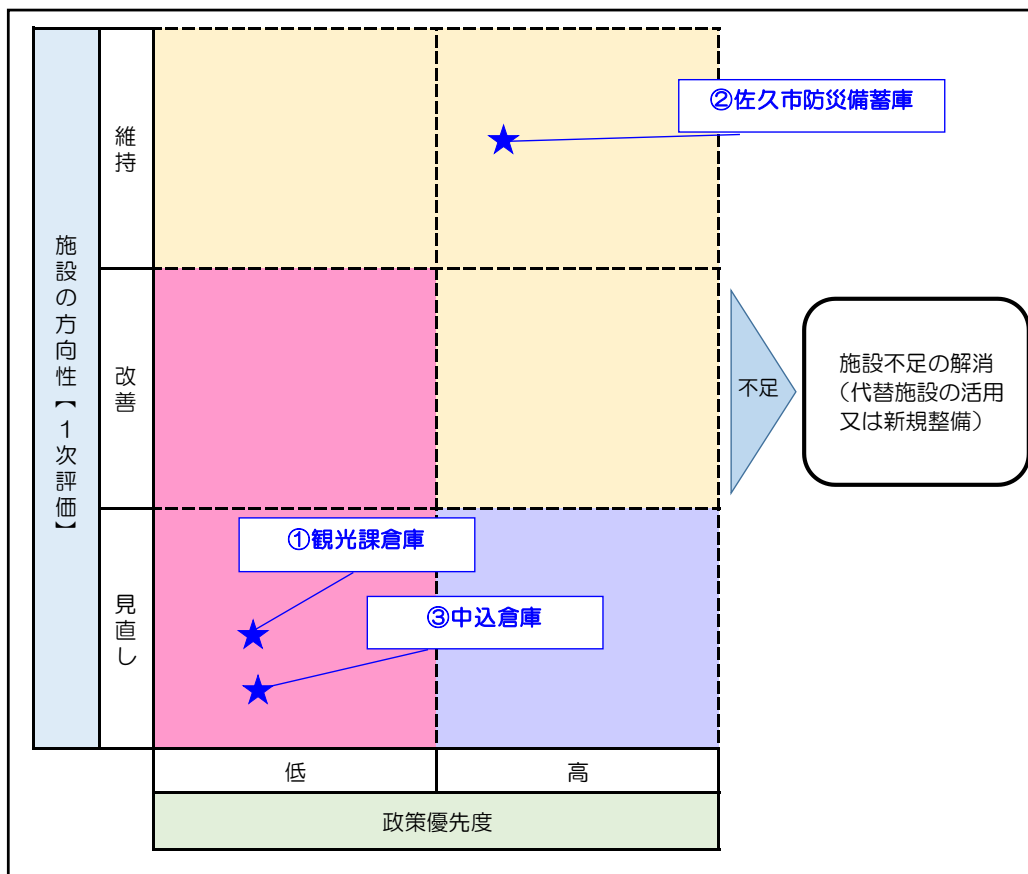 ②佐久市防災備蓄庫
維持
施設の方向性【１次評価】
改善
不足
施設不足の解消
（代替施設の活用
又は新規整備）
①観光課倉庫
③中込倉庫
見直し
低
高
政策優先度